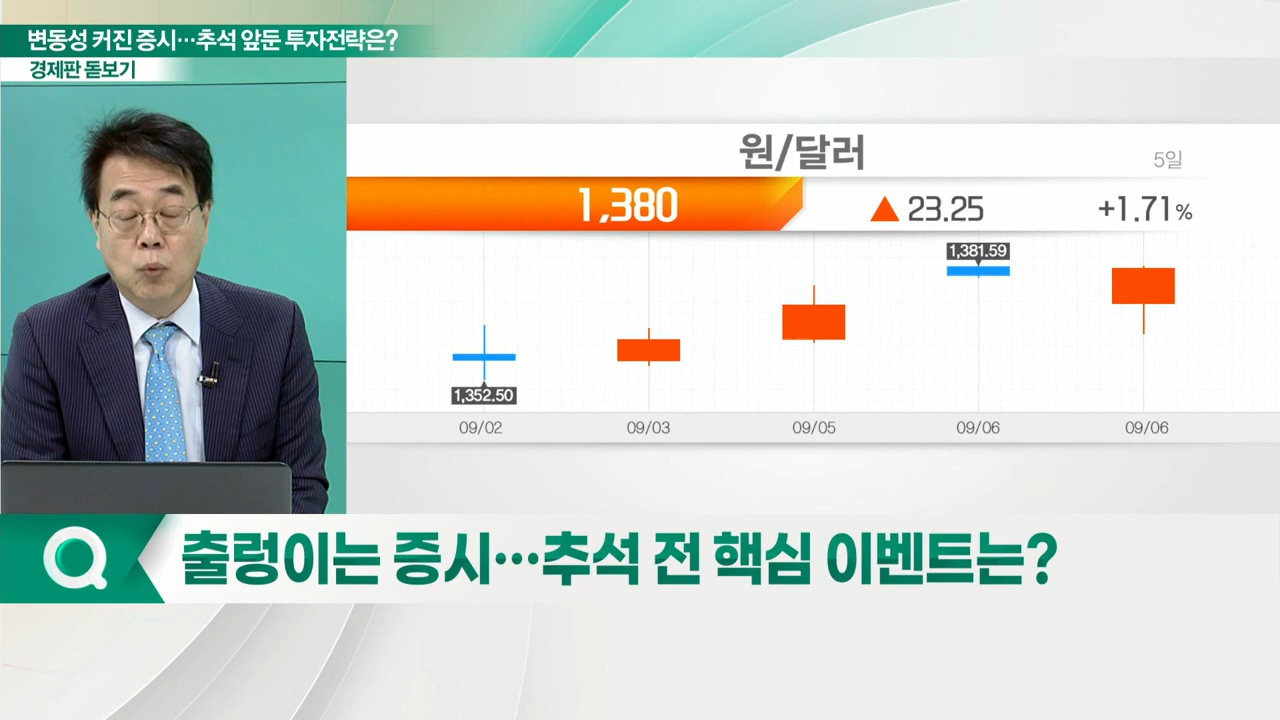 변동성 커진 증시…추석 앞둔 투자전략은?
경제판 돋보기
원/달러
5일
1,380
▲ 23.25
+1.71%
1,381.59
1,352.50
09/02
09/03
09/05
09/06
09/06
출렁이는 증시…추석 전 핵심 이벤트는?